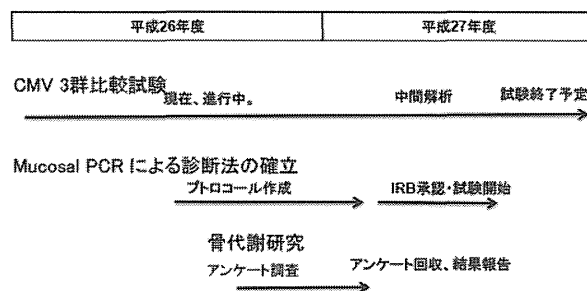 平成26年度 平成27年度
CMV 3群比較試験
現在、進行中。 中間解析 試験終了予定
Mucosal PCR による診断法の確立
プトロコール作成 IRB承認・試験開始
骨代謝研究
アンケート調査 アンケート回収、結果報告